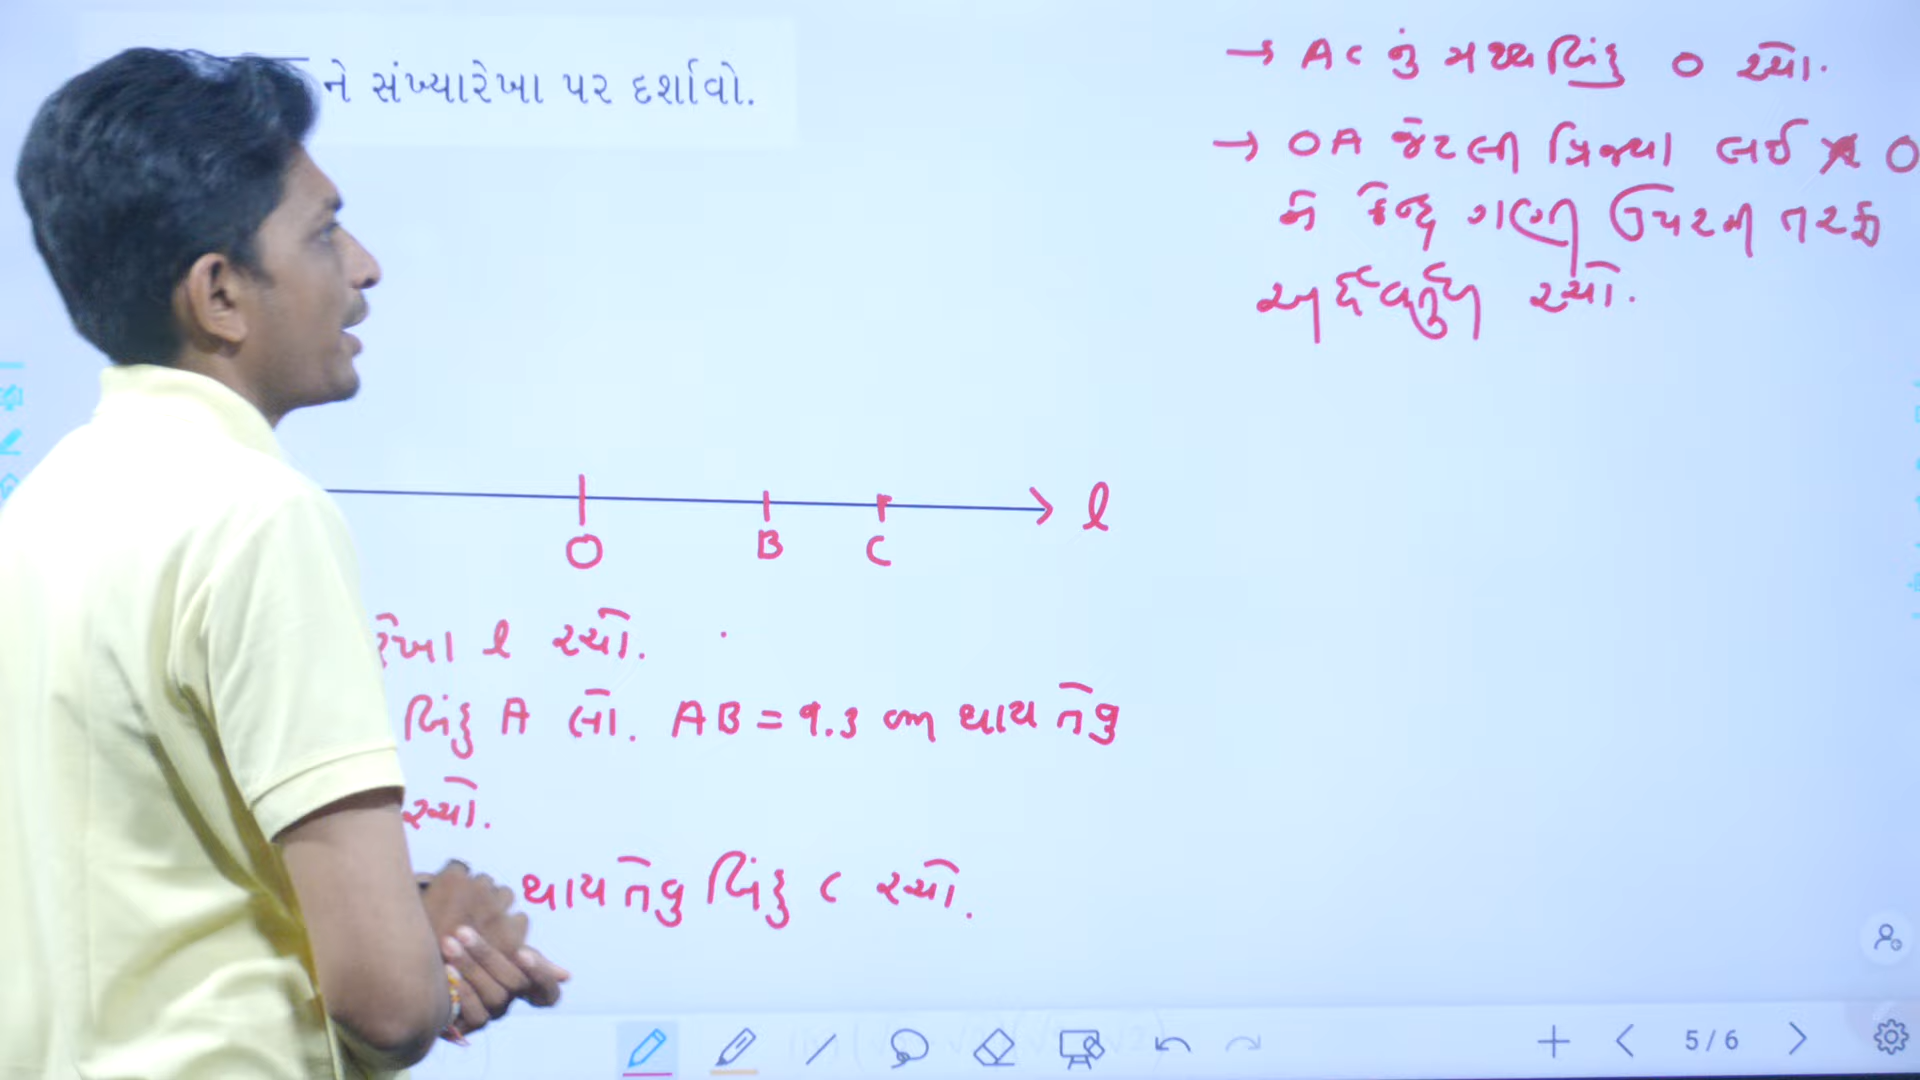 ને સંખ્યારેખા પર દર્શાવો.
→ AC નું મધ્યબિંદુ O રચો.
→ OA જેટલી ત્રિજ્યા લઈ O
ને કેન્દ્ર ગણી ઉપરની તરફ
અર્ધવર્તુળ રચો.
l
O B C
રેખા l રચો.
બિંદુ A લો. AB = 9.3 cm થાય તેવુ
રચો.
થાય તેવુ બિંદુ C રચો.
5/6